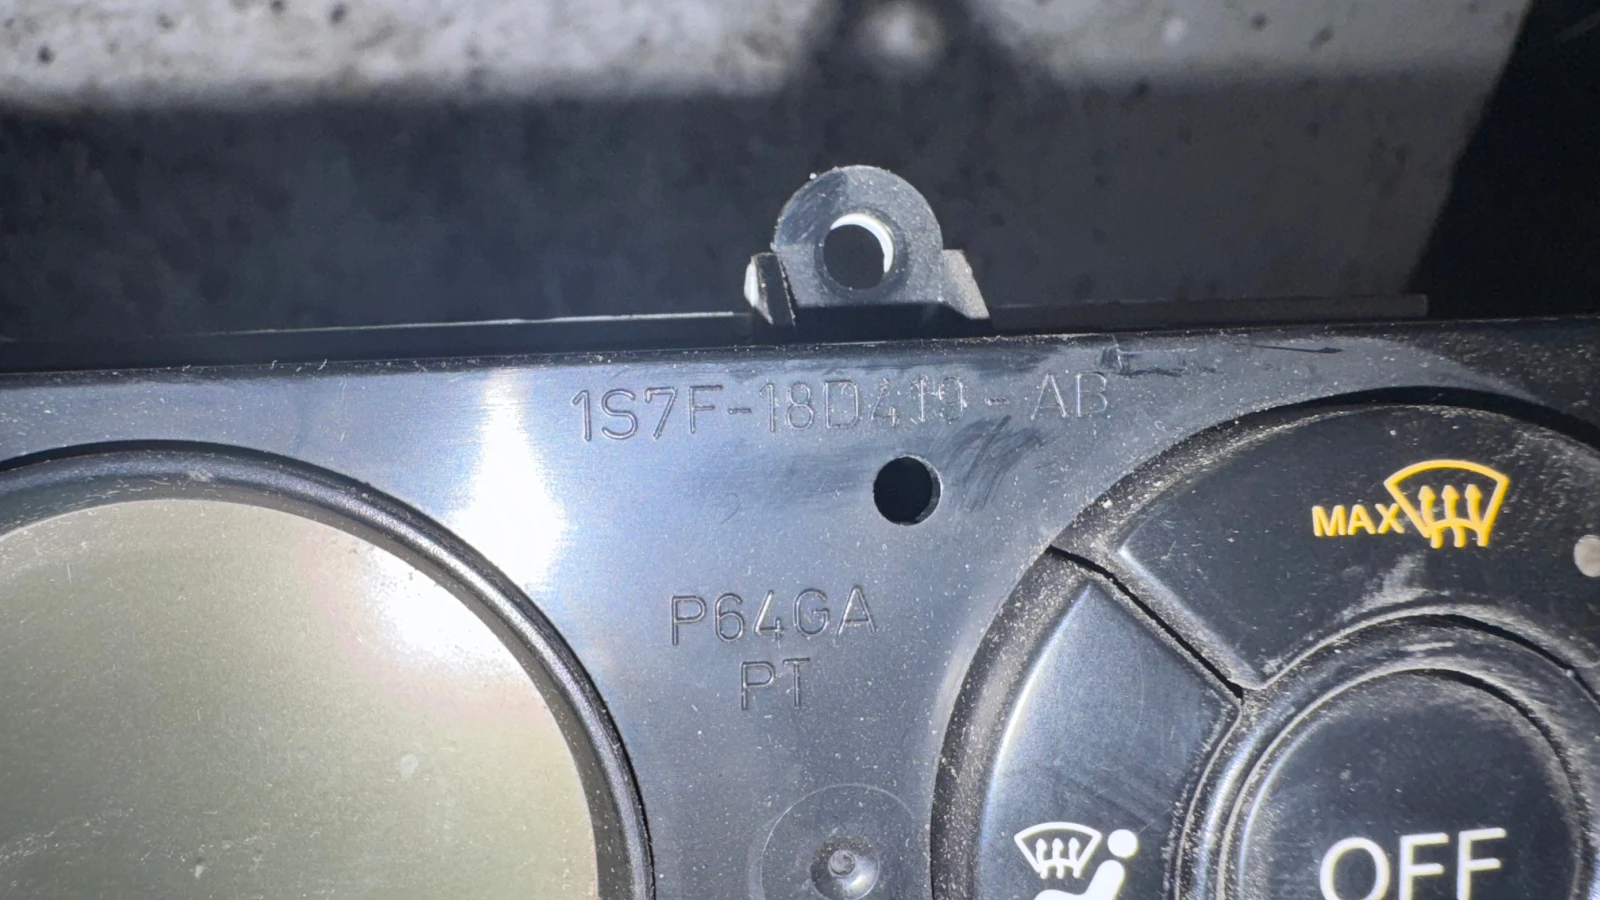 1S7F-18D419-AB
MAX
P64GA
PT
OFF